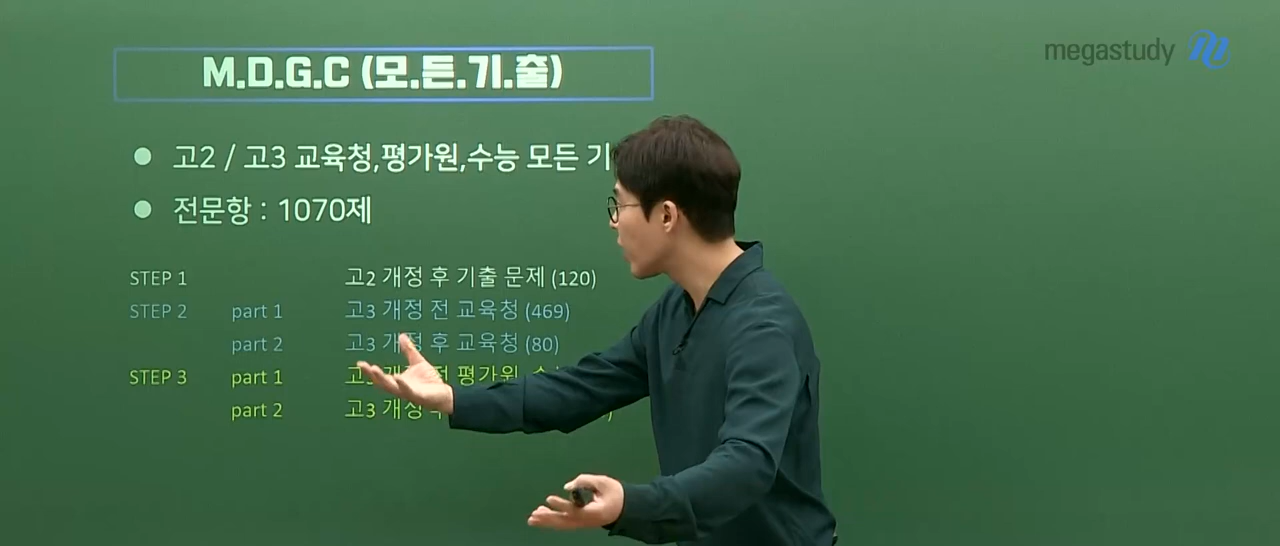 megastudy
M.D.G.C (모.든.기.출)
● 고2 / 고3 교육청,평가원,수능 모든
● 전문항 : 1070제
STEP 1 고2 개정 후 기출 문제 (120)
STEP 2 part 1 고3 개정 전 교육청 (469)
part 2 고3 개정 후 교육청 (80)
STEP 3 part 1 평가원,
part 2 고3